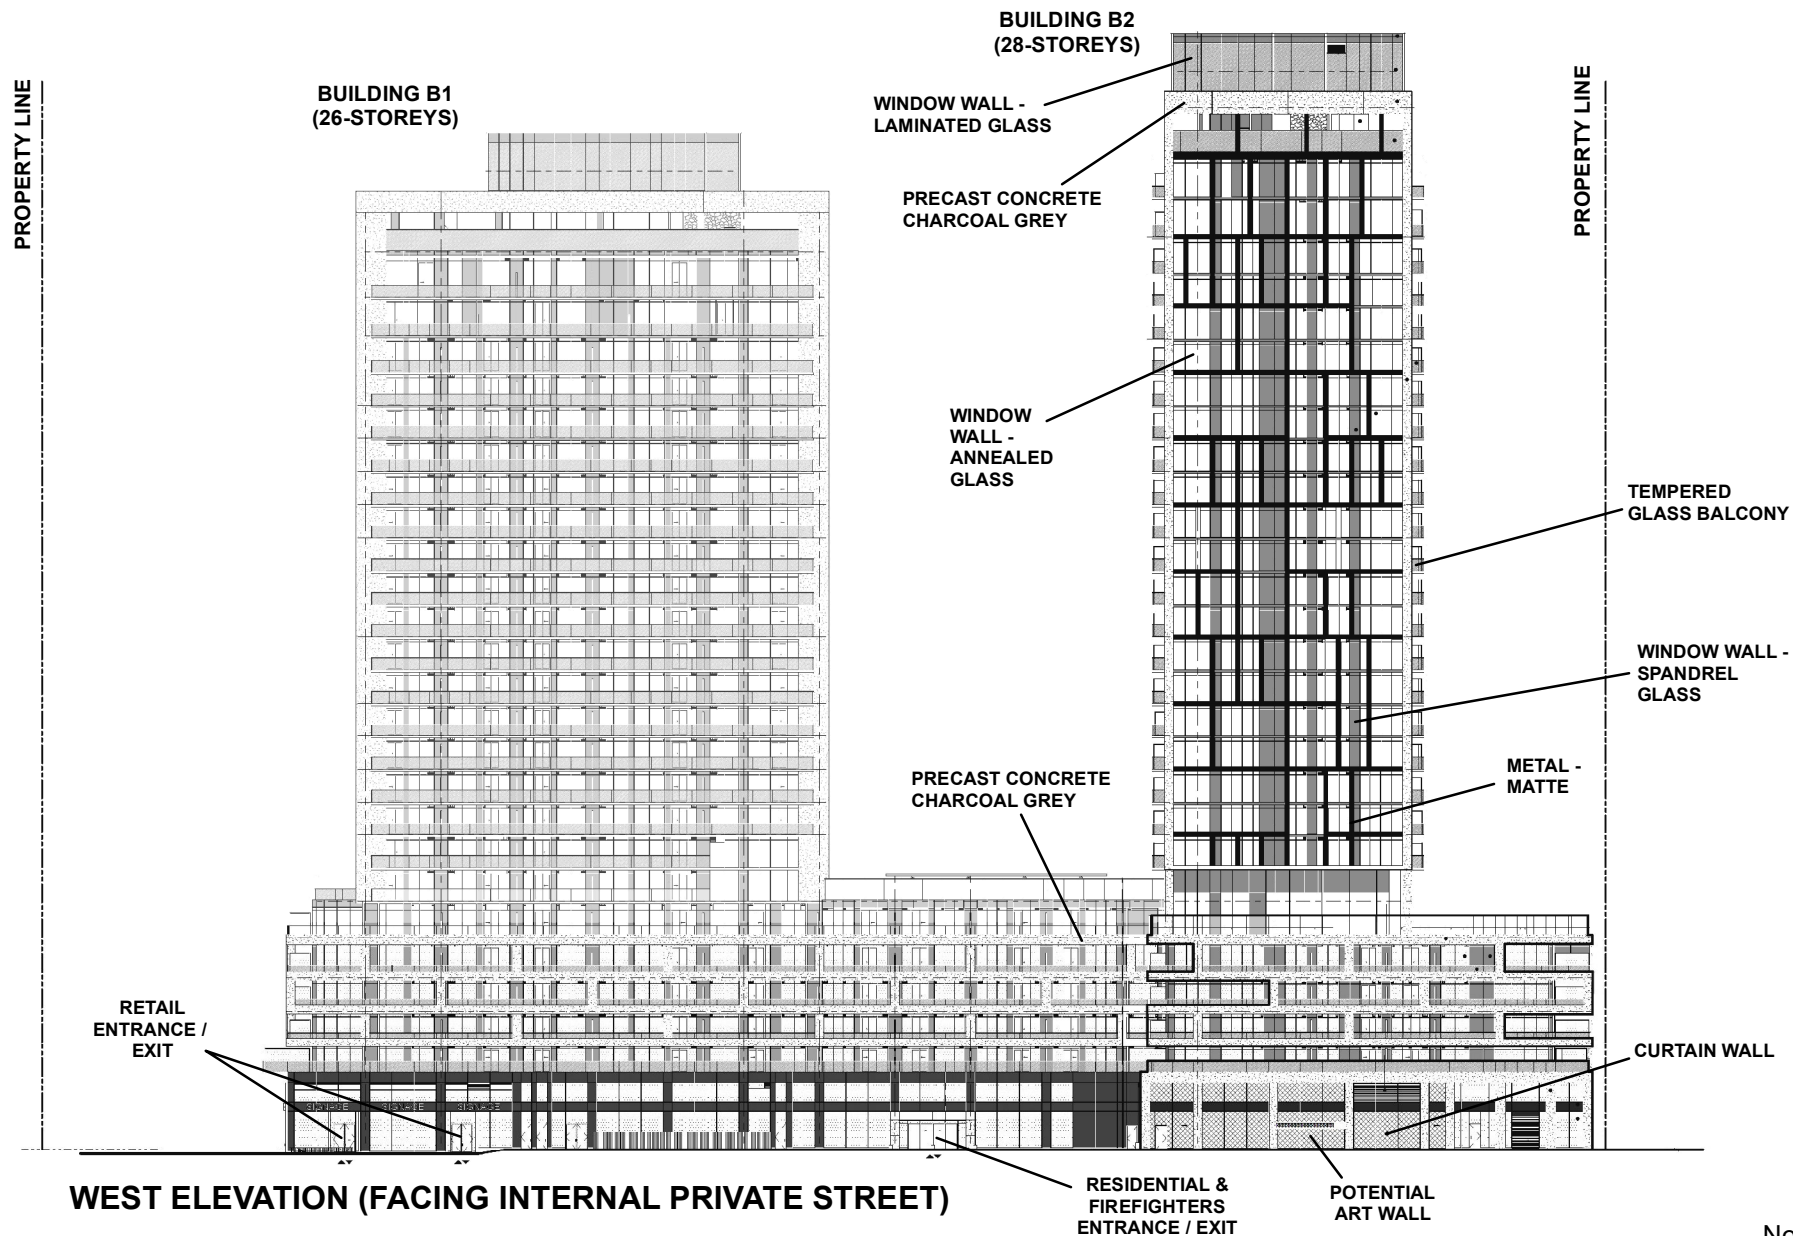 BUILDING B2
(28-STOREYS)
BUILDING B1
(26-STOREYS)
PROPERTY LINE
PROPERTY LINE
WINDOW WALL -
LAMINATED GLASS
PRECAST CONCRETE
CHARCOAL GREY
WINDOW
WALL -
ANNEALED
GLASS
TEMPERED
GLASS BALCONY
WINDOW WALL -
SPANDREL
GLASS
METAL -
MATTE
PRECAST CONCRETE
CHARCOAL GREY
RETAIL
ENTRANCE /
EXIT
CURTAIN WALL
SIGNAGE SIGNAGE SIGNAGE
WEST ELEVATION (FACING INTERNAL PRIVATE STREET)
RESIDENTIAL &
FIREFIGHTERS
ENTRANCE / EXIT
POTENTIAL
ART WALL